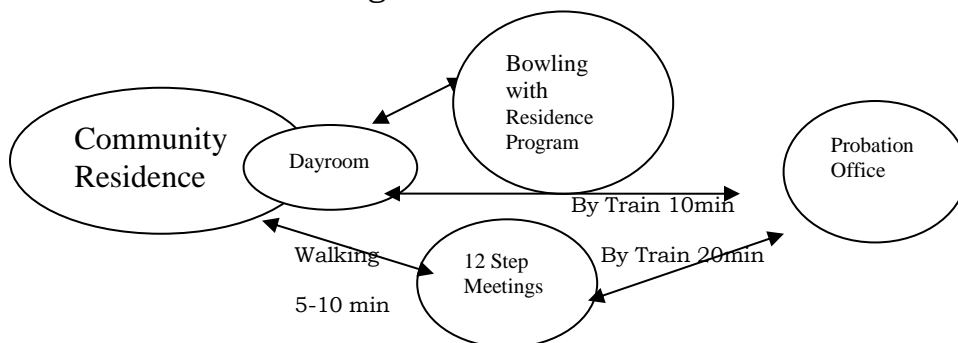 Bowling
with
Residence
Program
Community
Residence
Dayroom
Probation
Office
By Train 10min
Walking
5-10 min
12 Step
Meetings
By Train 20min